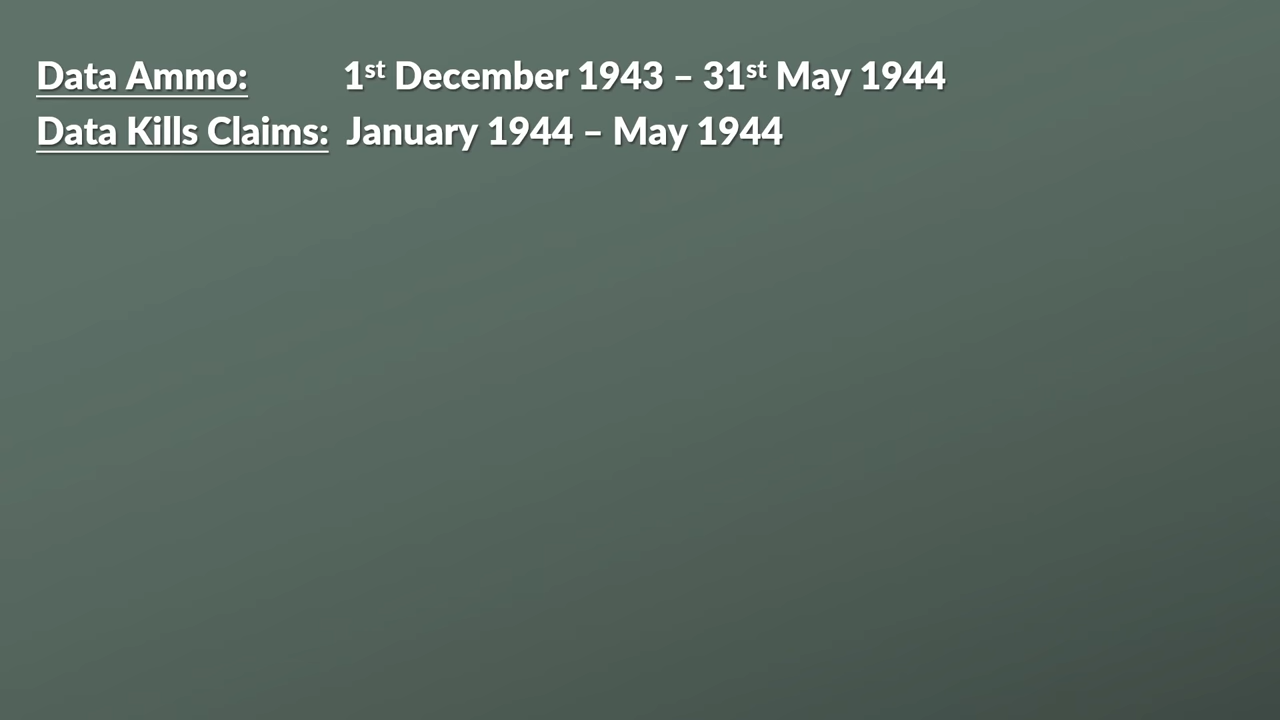 Data Ammo: 1st December 1943 – 31st May 1944
Data Kills Claims: January 1944 – May 1944